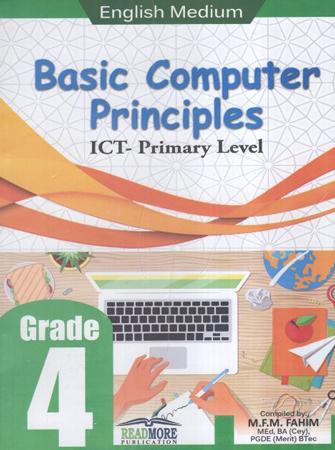 English Medium
Basic Computer
Principles
ICT- Primary Level
Grade
4
READMORE
PUBLICATION
Compiled by:
M.F.M. FAHIM
MEd, BA (Cey),
PGDE (Merit) BTec